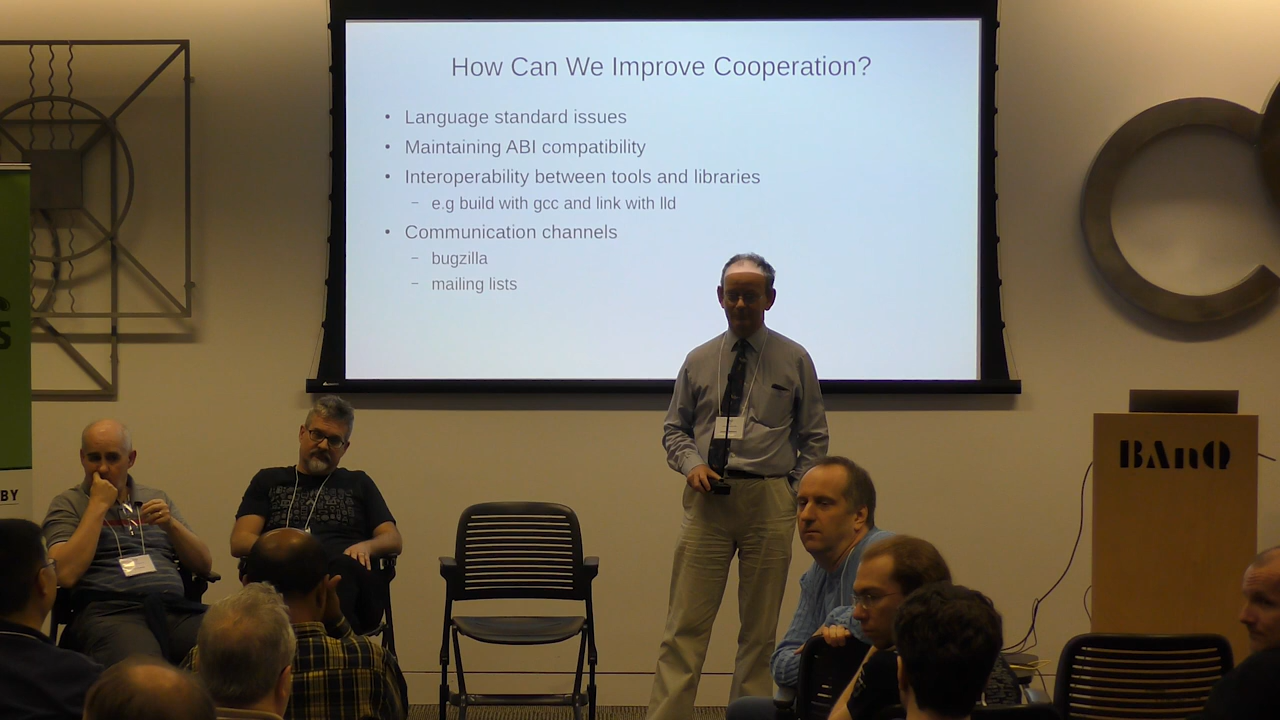 How Can We Improve Cooperation?
• Language standard issues
• Maintaining ABI compatibility
• Interoperability between tools and libraries
– e.g build with gcc and link with lld
• Communication channels
– bugzilla
– mailing lists
S
BY
BAnQ